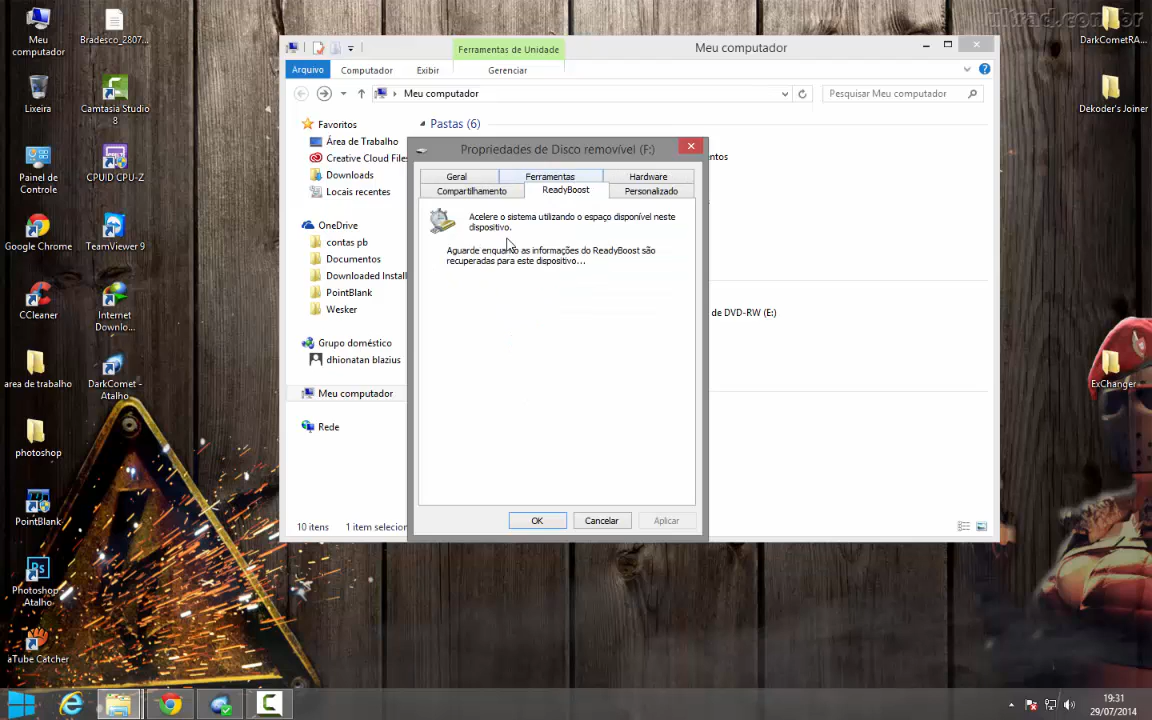 Meu
computador
Bradesco_2807...
Lixeira
Camtasia Studio
8
Painel de
Controle
CPUID CPU-Z
Google Chrome
TeamViewer 9
CCleaner
Internet
Downlo...
area de trabalho
DarkComet -
Atalho
photoshop
PointBlank
Photoshop -
Atalho
aTube Catcher
Ferramentas de Unidade
Meu computador
Arquivo
Computador
Exibir
Gerenciar
Meu computador
Pesquisar Meu computador
Favoritos
Área de Trabalho
Creative Cloud File
Downloads
Locais recentes
OneDrive
contas pb
Documentos
Downloaded Install
PointBlank
Wesker
Grupo doméstico
dhionatan blazius
Meu computador
Rede
10 itens
1 item selecion
Pastas (6)
de DVD-RW (E:)
Propriedades de Disco removível (F:)
Geral
Ferramentas
Hardware
Compartilhamento
ReadyBoost
Personalizado
Acelere o sistema utilizando o espaço disponível neste
dispositivo.
Aguarde enquanto as informações do ReadyBoost são
recuperadas para este dispositivo...
OK
Cancelar
Aplicar
DarkCometRA...
Dekoder's Joiner
ExChanger
19:31
29/07/2014